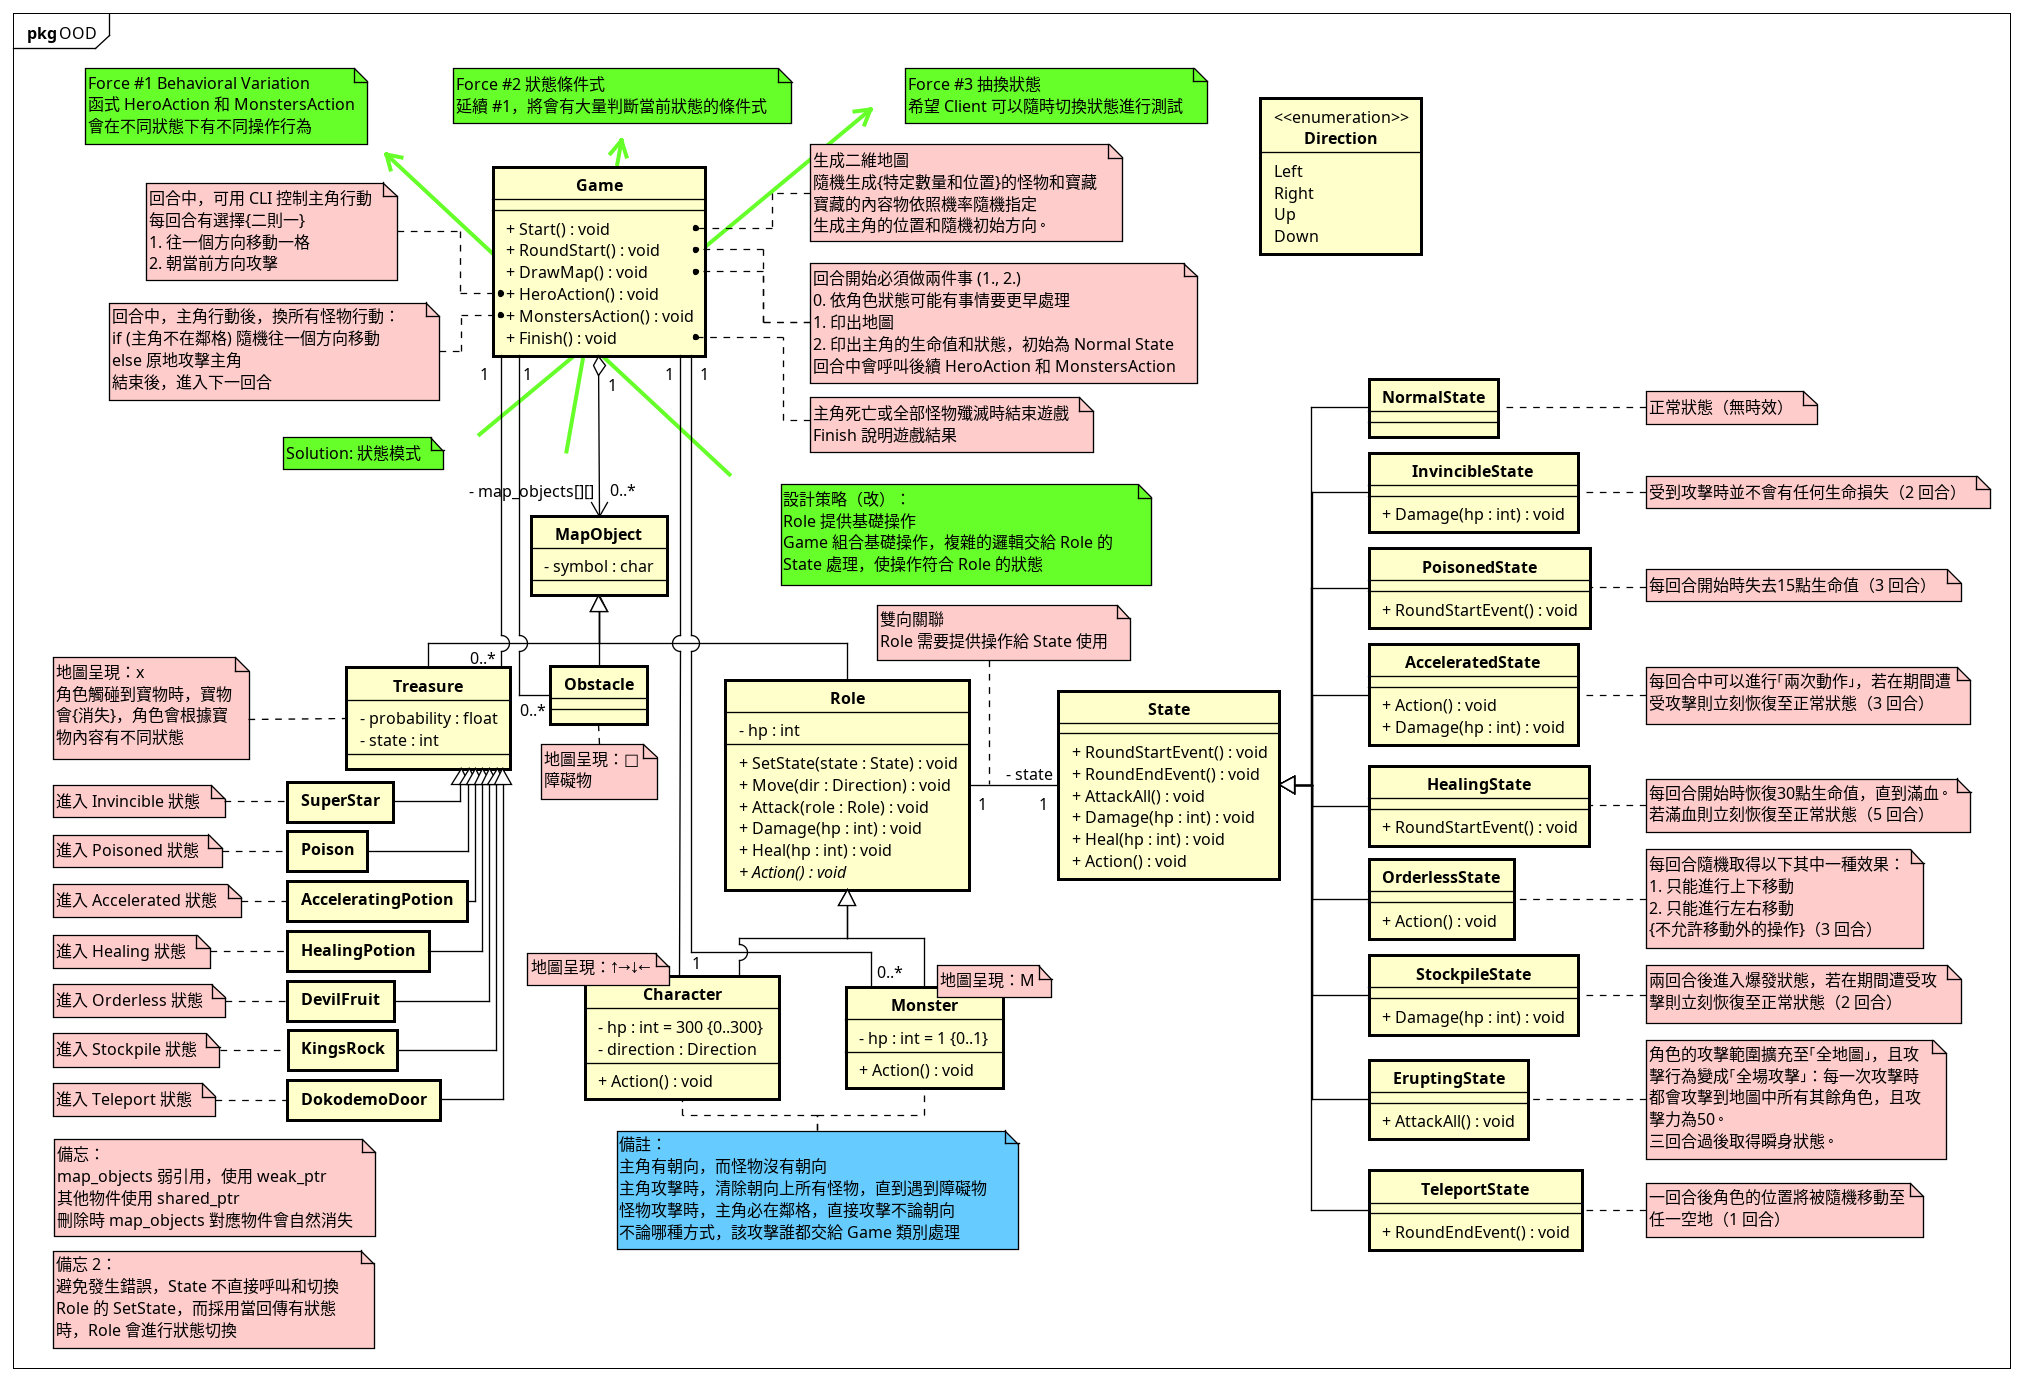 pkg OOD
Force #1 Behavioral Variation
函式 HeroAction 和 MonstersAction
會在不同狀態下有不同操作行為
Force #2 狀態條件式
延續 #1，將會有大量判斷當前狀態的條件式
Force #3 抽換狀態
希望 Client 可以隨時切換狀態進行測試
<<enumeration>>
Direction
Left
Right
Up
Down
回合中，可用 CLI 控制主角行動
每回合有選擇{二則一}
1. 往一個方向移動一格
2. 朝當前方向攻擊
回合中，主角行動後，換所有怪物行動：
if (主角不在鄰格) 隨機往一個方向移動
else 原地攻擊主角
結束後，進入下一回合
Game
+ Start() : void
+ RoundStart() : void
+ DrawMap() : void
+ HeroAction() : void
+ MonstersAction() : void
+ Finish() : void
生成二維地圖
隨機生成{特定數量和位置}的怪物和寶藏
寶藏的內容物依照機率隨機指定
生成主角的位置和隨機初始方向。
回合開始必須做兩件事 (1., 2.)
0. 依角色狀態可能有事情要更早處理
1. 印出地圖
2. 印出主角的生命值和狀態，初始為 Normal State
回合中會呼叫後續 HeroAction 和 MonstersAction
主角死亡或全部怪物殲滅時結束遊戲
Finish 說明遊戲結果
1
1
1
1
1
Solution: 狀態模式
- map_objects[][]
0..*
MapObject
- symbol : char
設計策略（改）：
Role 提供基礎操作
Game 組合基礎操作，複雜的邏輯交給 Role 的
State 處理，使操作符合 Role 的狀態
雙向關聯
Role 需要提供操作給 State 使用
地圖呈現：x
角色觸碰到寶物時，寶物
會{消失}，角色會根據寶
物內容有不同狀態
0..*
Treasure
- probability : float
- state : int
Obstacle
0..*
地圖呈現：□
障礙物
Role
- hp : int
+ SetState(state : State) : void
+ Move(dir : Direction) : void
+ Attack(role : Role) : void
+ Damage(hp : int) : void
+ Heal(hp : int) : void
+ Action() : void
- state
1
1
State
+ RoundStartEvent() : void
+ RoundEndEvent() : void
+ AttackAll() : void
+ Damage(hp : int) : void
+ Heal(hp : int) : void
+ Action() : void
進入 Invincible 狀態
SuperStar
進入 Poisoned 狀態
Poison
進入 Accelerated 狀態
AcceleratingPotion
進入 Healing 狀態
HealingPotion
進入 Orderless 狀態
DevilFruit
進入 Stockpile 狀態
KingsRock
進入 Teleport 狀態
DokodemoDoor
地圖呈現：↑→↓←
1
Character
- hp : int = 300 {0..300}
- direction : Direction
+ Action() : void
0..*
地圖呈現：M
Monster
- hp : int = 1 {0..1}
+ Action() : void
備註：
主角有朝向，而怪物沒有朝向
主角攻擊時，清除朝向上所有怪物，直到遇到障礙物
怪物攻擊時，主角必在鄰格，直接攻擊不論朝向
不論哪種方式，該攻擊誰都交給 Game 類別處理
備忘：
map_objects 弱引用，使用 weak_ptr
其他物件使用 shared_ptr
刪除時 map_objects 對應物件會自然消失
備忘 2：
避免發生錯誤，State 不直接呼叫和切換
Role 的 SetState，而採用當回傳有狀態
時，Role 會進行狀態切換
NormalState
正常狀態（無時效）
InvincibleState
+ Damage(hp : int) : void
受到攻擊時並不會有任何生命損失（2 回合）
PoisonedState
+ RoundStartEvent() : void
每回合開始時失去15點生命值（3 回合）
AcceleratedState
+ Action() : void
+ Damage(hp : int) : void
每回合中可以進行「兩次動作」，若在期間遭
受攻擊則立刻恢復至正常狀態（3 回合）
HealingState
+ RoundStartEvent() : void
每回合開始時恢復30點生命值，直到滿血。
若滿血則立刻恢復至正常狀態（5 回合）
OrderlessState
+ Action() : void
每回合隨機取得以下其中一種效果：
1. 只能進行上下移動
2. 只能進行左右移動
{不允許移動外的操作}（3 回合）
StockpileState
+ Damage(hp : int) : void
兩回合後進入爆發狀態，若在期間遭受攻
擊則立刻恢復至正常狀態（2 回合）
EruptingState
+ AttackAll() : void
角色的攻擊範圍擴充至「全地圖」，且攻
擊行為變成「全場攻擊」：每一次攻擊時
都會攻擊到地圖中所有其餘角色，且攻
擊力為50。
三回合過後取得瞬身狀態。
TeleportState
+ RoundEndEvent() : void
一回合後角色的位置將被隨機移動至
任一空地（1 回合）